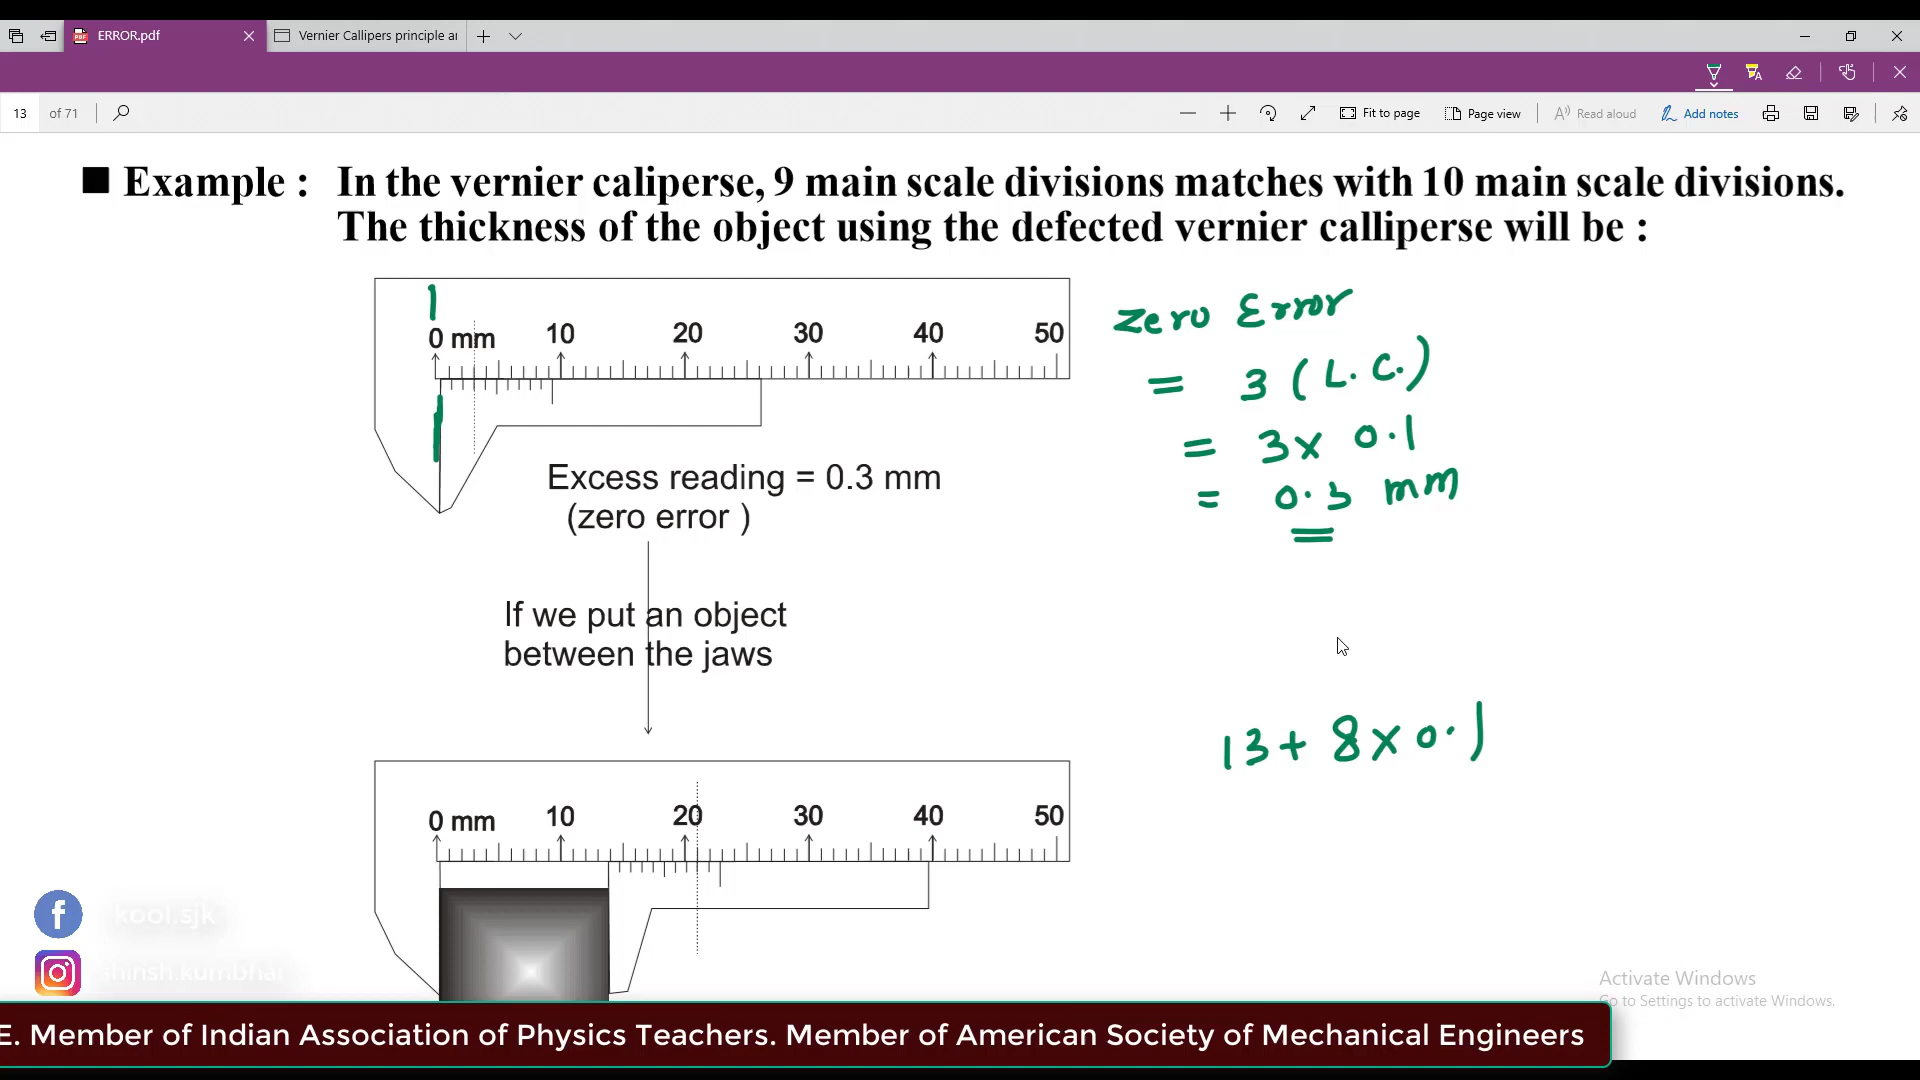 ERROR.pdf
Vernier Callipers principle ar
13 of 71
Fit to page
Page view
Read aloud
Add notes
■ Example : In the vernier caliperse, 9 main scale divisions matches with 10 main scale divisions.
The thickness of the object using the defected vernier calliperse will be :
0 mm 10 20 30 40 50
Zero Error
= 3 (L.C.)
= 3x 0.1
= 0.3 mm
Excess reading = 0.3 mm
(zero error )
If we put an object
between the jaws
13+ 8x0.1
0 mm 10 20 30 40 50
kool.sjk
shirish.kumbhar
Activate Windows
Go to Settings to activate Windows.
E. Member of Indian Association of Physics Teachers. Member of American Society of Mechanical Engineers